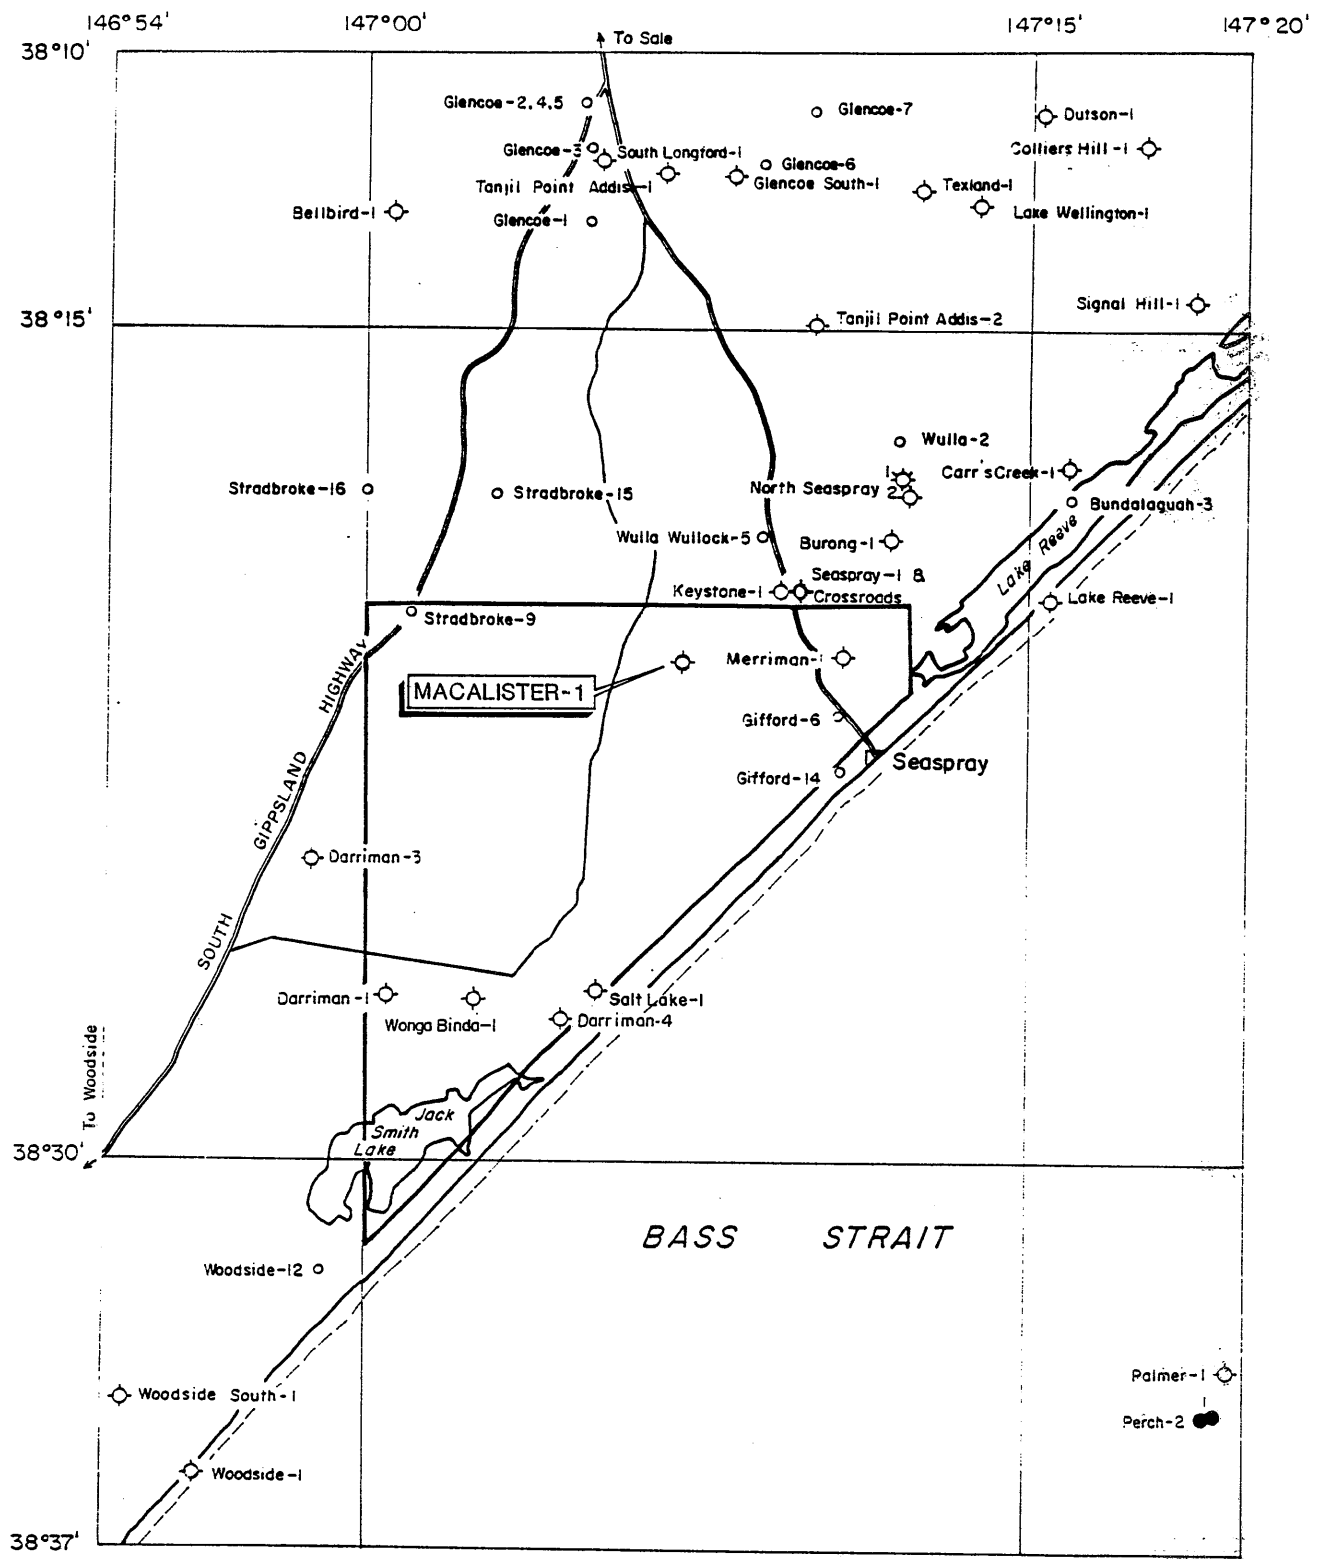 146°54'
147°00'
147°15'
147°20'
38°10'
To Sale
Glencoe-2,4,5
Glencoe-7
Dutson-1
Glencoe-3
South Longford-1
Colliers Hill-1
Glencoe-6
Tanjil Point Addis-1
Glencoe South-1
Texland-1
Bellbird-1
Glencoe-1
Lake Wellington-1
Signal Hill-1
38°15'
Tanjil Point Addis-2
Wulla-2
1
Carr's Creek-1
Stradbroke-16
Stradbroke-15
North Seaspray 2
Bundalaguah-3
Wulla Wullock-5
Burong-1
Lake Reeve
Seaspray-1 &
Keystone-1
Crossroads
Lake Reeve-1
Stradbroke-9
Merriman-1
MACALISTER-1
Gifford-6
Seaspray
Gifford-14
SOUTH GIPPSLAND HIGHWAY
Darriman-3
Darriman-1
Salt Lake-1
Wonga Binda-1
Darriman-4
To Woodside
Jack
Smith
Lake
38°30'
BASS STRAIT
Woodside-12
Palmer-1
Woodside South-1
1
Perch-2
Woodside-1
38°37'